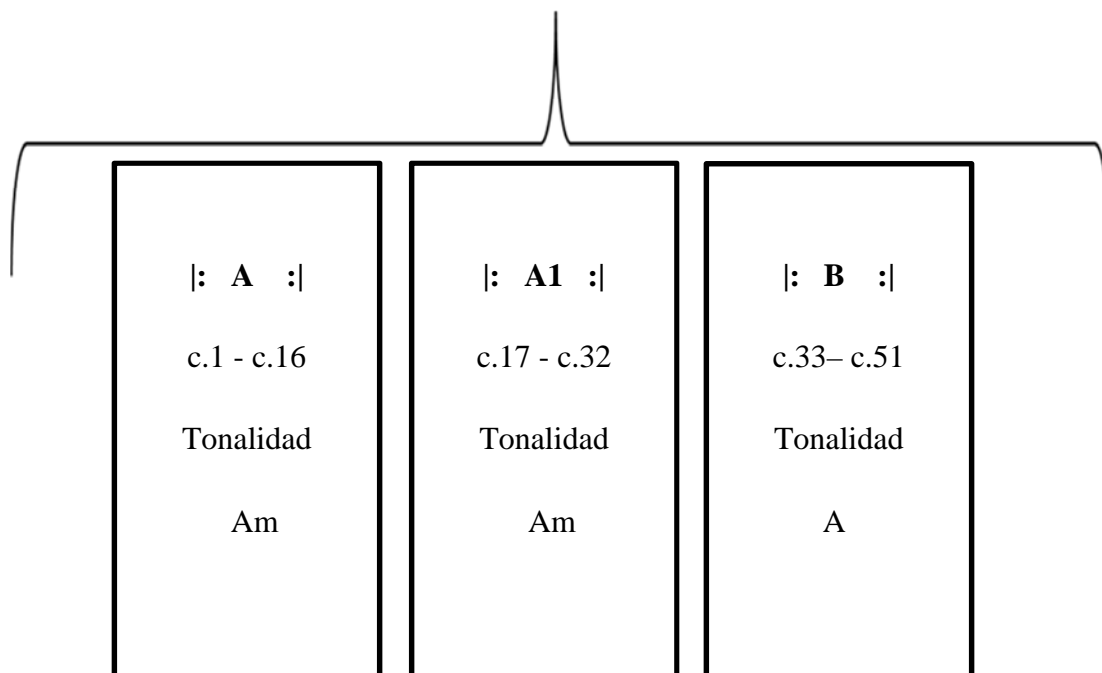 |: A :|
c.1 - c.16
Tonalidad
Am
|: A1 :|
c.17 - c.32
Tonalidad
Am
|: B :|
c.33– c.51
Tonalidad
A